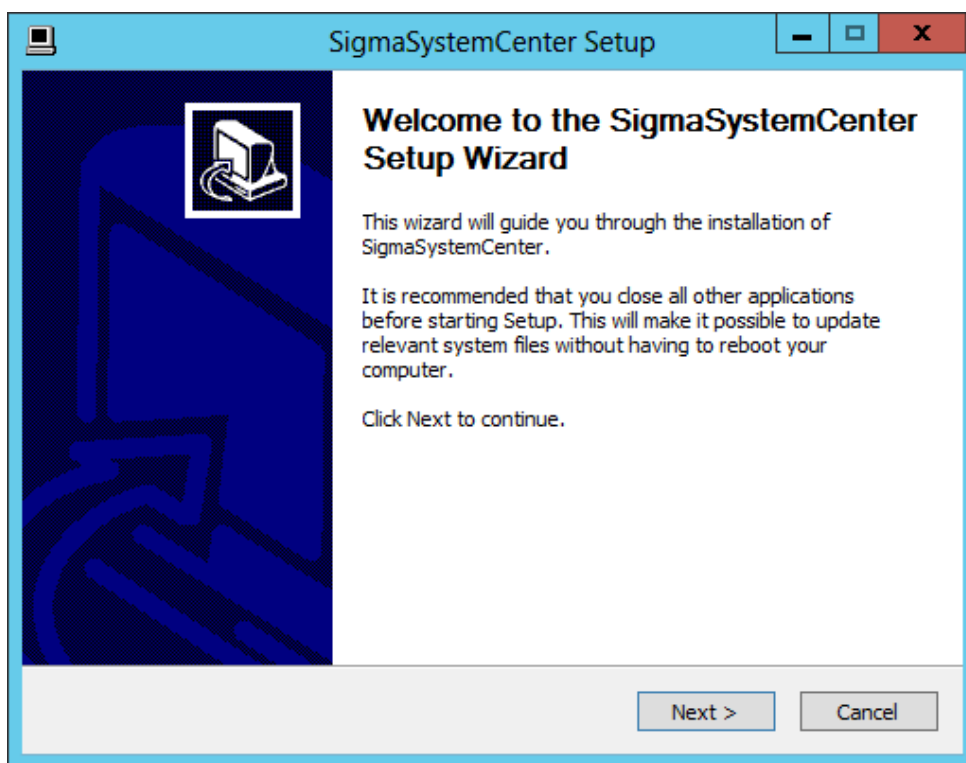 SigmaSystemCenter Setup
Welcome to the SigmaSystemCenter
Setup Wizard
This wizard will guide you through the installation of
SigmaSystemCenter.
It is recommended that you close all other applications
before starting Setup. This will make it possible to update
relevant system files without having to reboot your
computer.
Click Next to continue.
Next >
Cancel